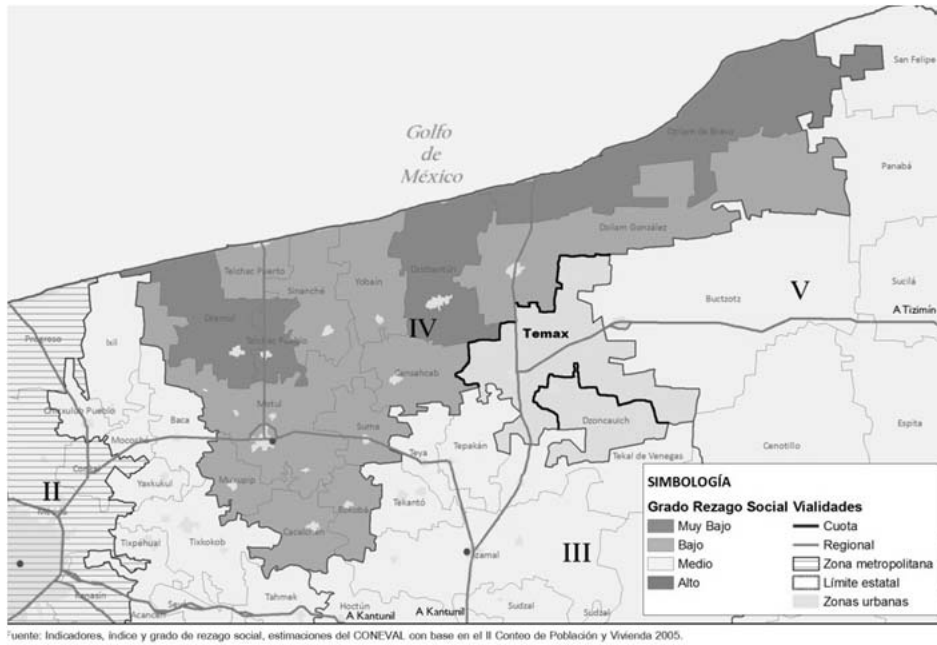 San Felipe
Golfo
de
México
Dzilam de Bravo
Panabá
Dzilam González
Telchac Puerto
Sinanché
Yobaín
Dzidzantún
Sucilá
Buctzotz
V
A Tizimín
Dzemul
IV
Temax
Progreso
Ixil
Telchac Pueblo
Cansahcab
Chicxulub Pueblo
Motul
Baca
Suma
Dzoncauich
Espita
Mocochá
Teya
Tepakán
Cenotillo
Conkal
Tekal de Venegas
II
Yaxkukul
Muxupip
Tekantó
Bokobá
Tixpéhual
Tixkokob
Cacalchén
Izamal
III
Kanasín
Acanceh
Seyé
Tahmek
Hoctún
A Kantunil
A Kantunil
Sudzal
Sudzal
SIMBOLOGÍA
Grado Rezago Social Vialidades
Muy Bajo Cuota
Bajo Regional
Medio Zona metropolitana
Alto Límite estatal
Zonas urbanas
Fuente: Indicadores, índice y grado de rezago social, estimaciones del CONEVAL con base en el II Conteo de Población y Vivienda 2005.